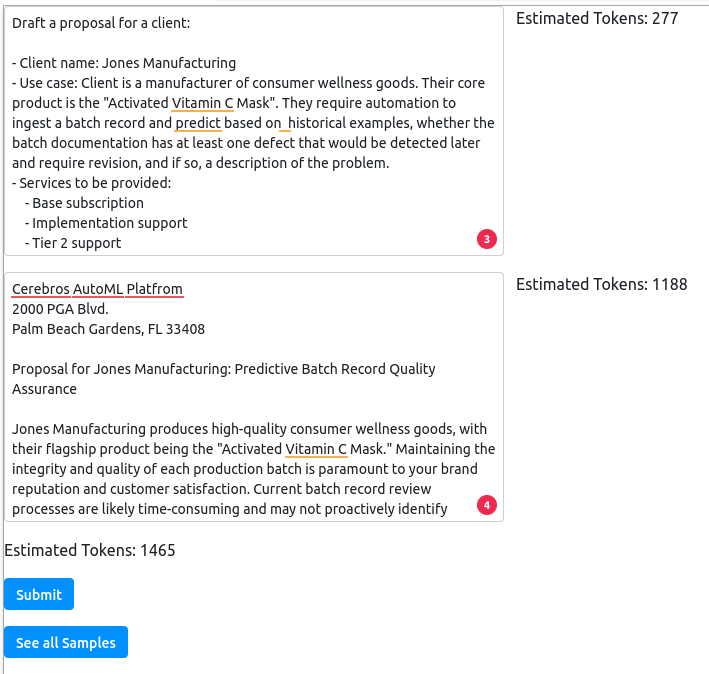 Draft a proposal for a client:
Estimated Tokens: 277
- Client name: Jones Manufacturing
- Use case: Client is a manufacturer of consumer wellness goods. Their core
product is the "Activated Vitamin C Mask". They require automation to
ingest a batch record and predict based on  historical examples, whether the
batch documentation has at least one defect that would be detected later
and require revision, and if so, a description of the problem.
- Services to be provided:
- Base subscription
- Implementation support
- Tier 2 support
3
Cerebros AutoML Platfrom
Estimated Tokens: 1188
2000 PGA Blvd.
Palm Beach Gardens, FL 33408
Proposal for Jones Manufacturing: Predictive Batch Record Quality
Assurance
Jones Manufacturing produces high-quality consumer wellness goods, with
their flagship product being the "Activated Vitamin C Mask." Maintaining the
integrity and quality of each production batch is paramount to your brand
reputation and customer satisfaction. Current batch record review
processes are likely time-consuming and may not proactively identify
4
Estimated Tokens: 1465
Submit
See all Samples